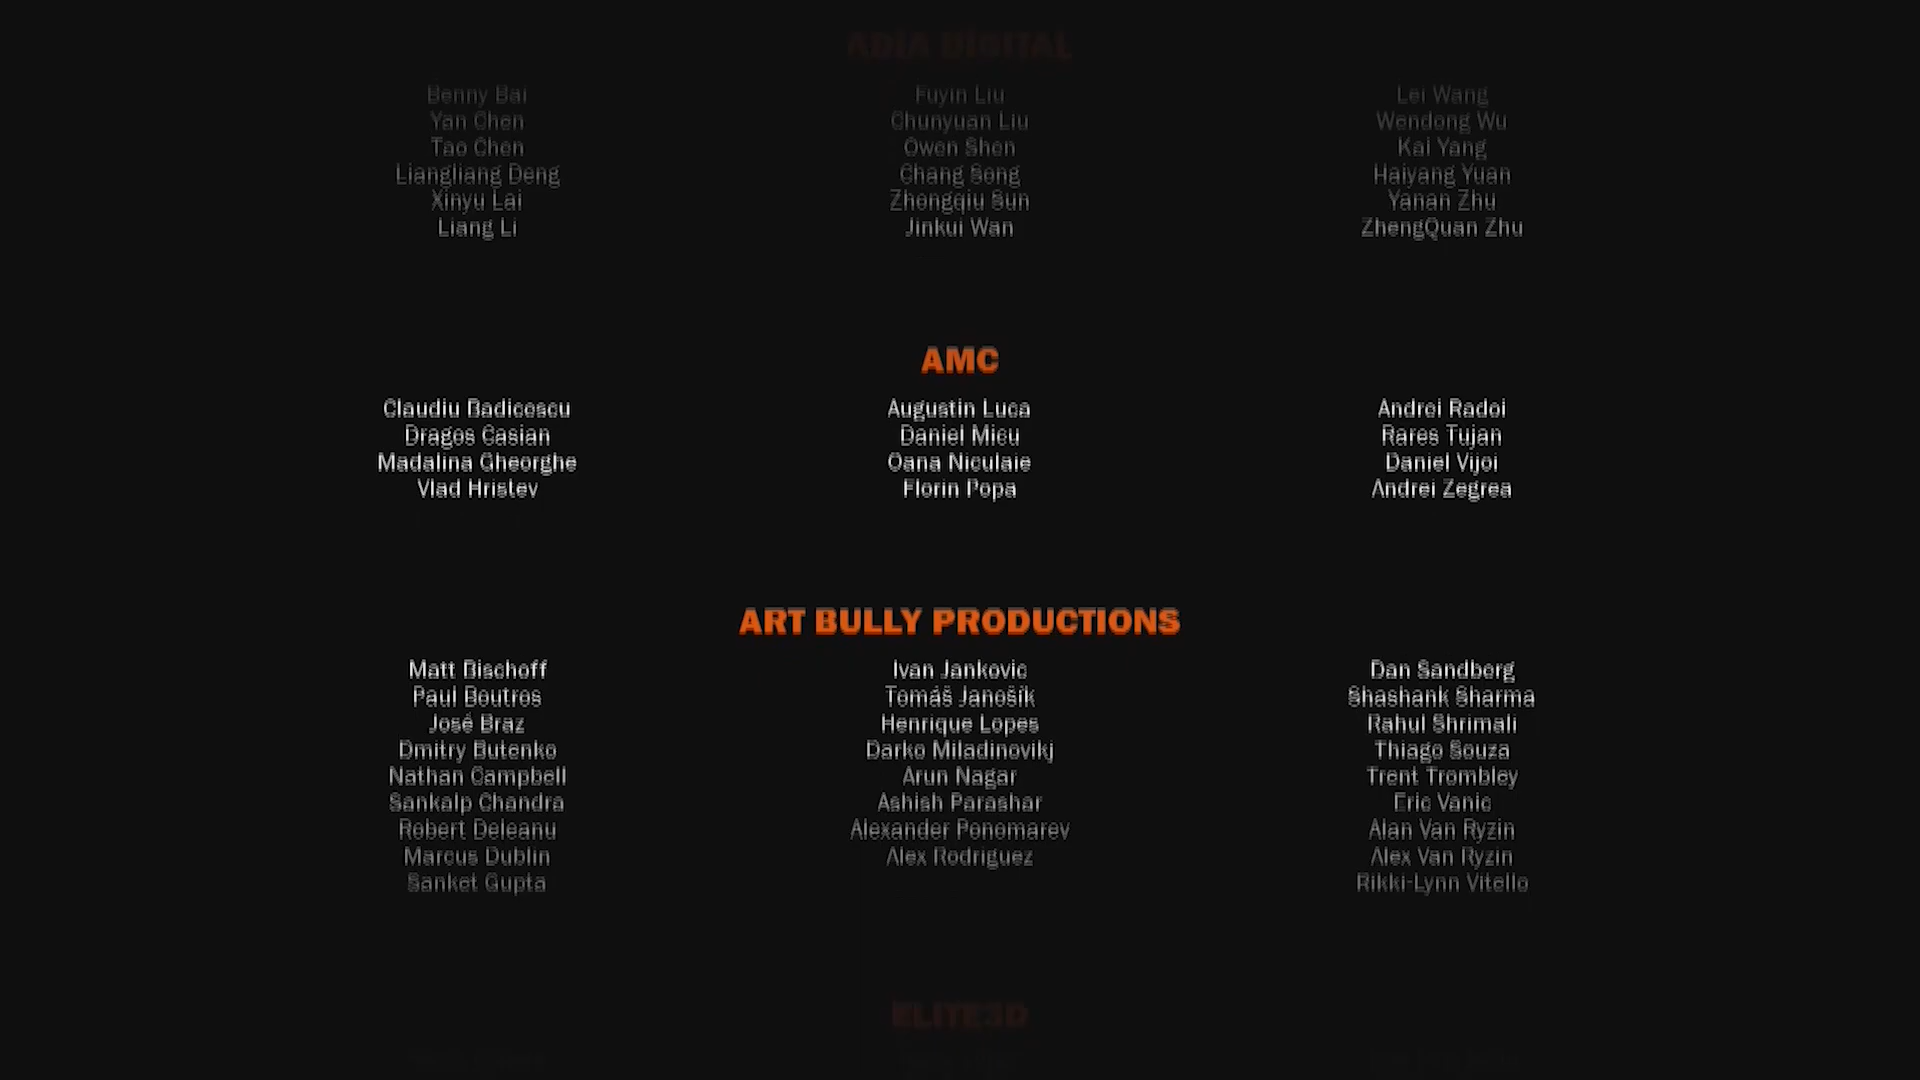 ADIA DIGITAL
Benny Bai
Yan Chen
Tao Chen
Liangliang Deng
Xinyu Lai
Liang Li
Fuyin Liu
Chunyuan Liu
Owen Shen
Chang Song
Zhongqiu Sun
Jinkui Wan
Lei Wang
Wendong Wu
Kai Yang
Haiyang Yuan
Yanan Zhu
ZhengQuan Zhu
AMC
Claudiu Badicescu
Dragos Casian
Madalina Gheorghe
Vlad Hristev
Augustin Luca
Daniel Micu
Oana Niculaie
Florin Popa
Andrei Radoi
Rares Tujan
Daniel Vijoi
Andrei Zegrea
ART BULLY PRODUCTIONS
Matt Bischoff
Paul Boutros
José Braz
Dmitry Butenko
Nathan Campbell
Sankalp Chandra
Robert Deleanu
Marcus Dublin
Sanket Gupta
Ivan Jankovic
Tomáš Janošík
Henrique Lopes
Darko Miladinovikj
Arun Nagar
Ashish Parashar
Alexander Ponomarev
Alex Rodriguez
Dan Sandberg
Shashank Sharma
Rahul Shrimali
Thiago Souza
Trent Trombley
Eric Vanic
Alan Van Ryzin
Alex Van Ryzin
Rikki-Lynn Vitello
ELITE3D